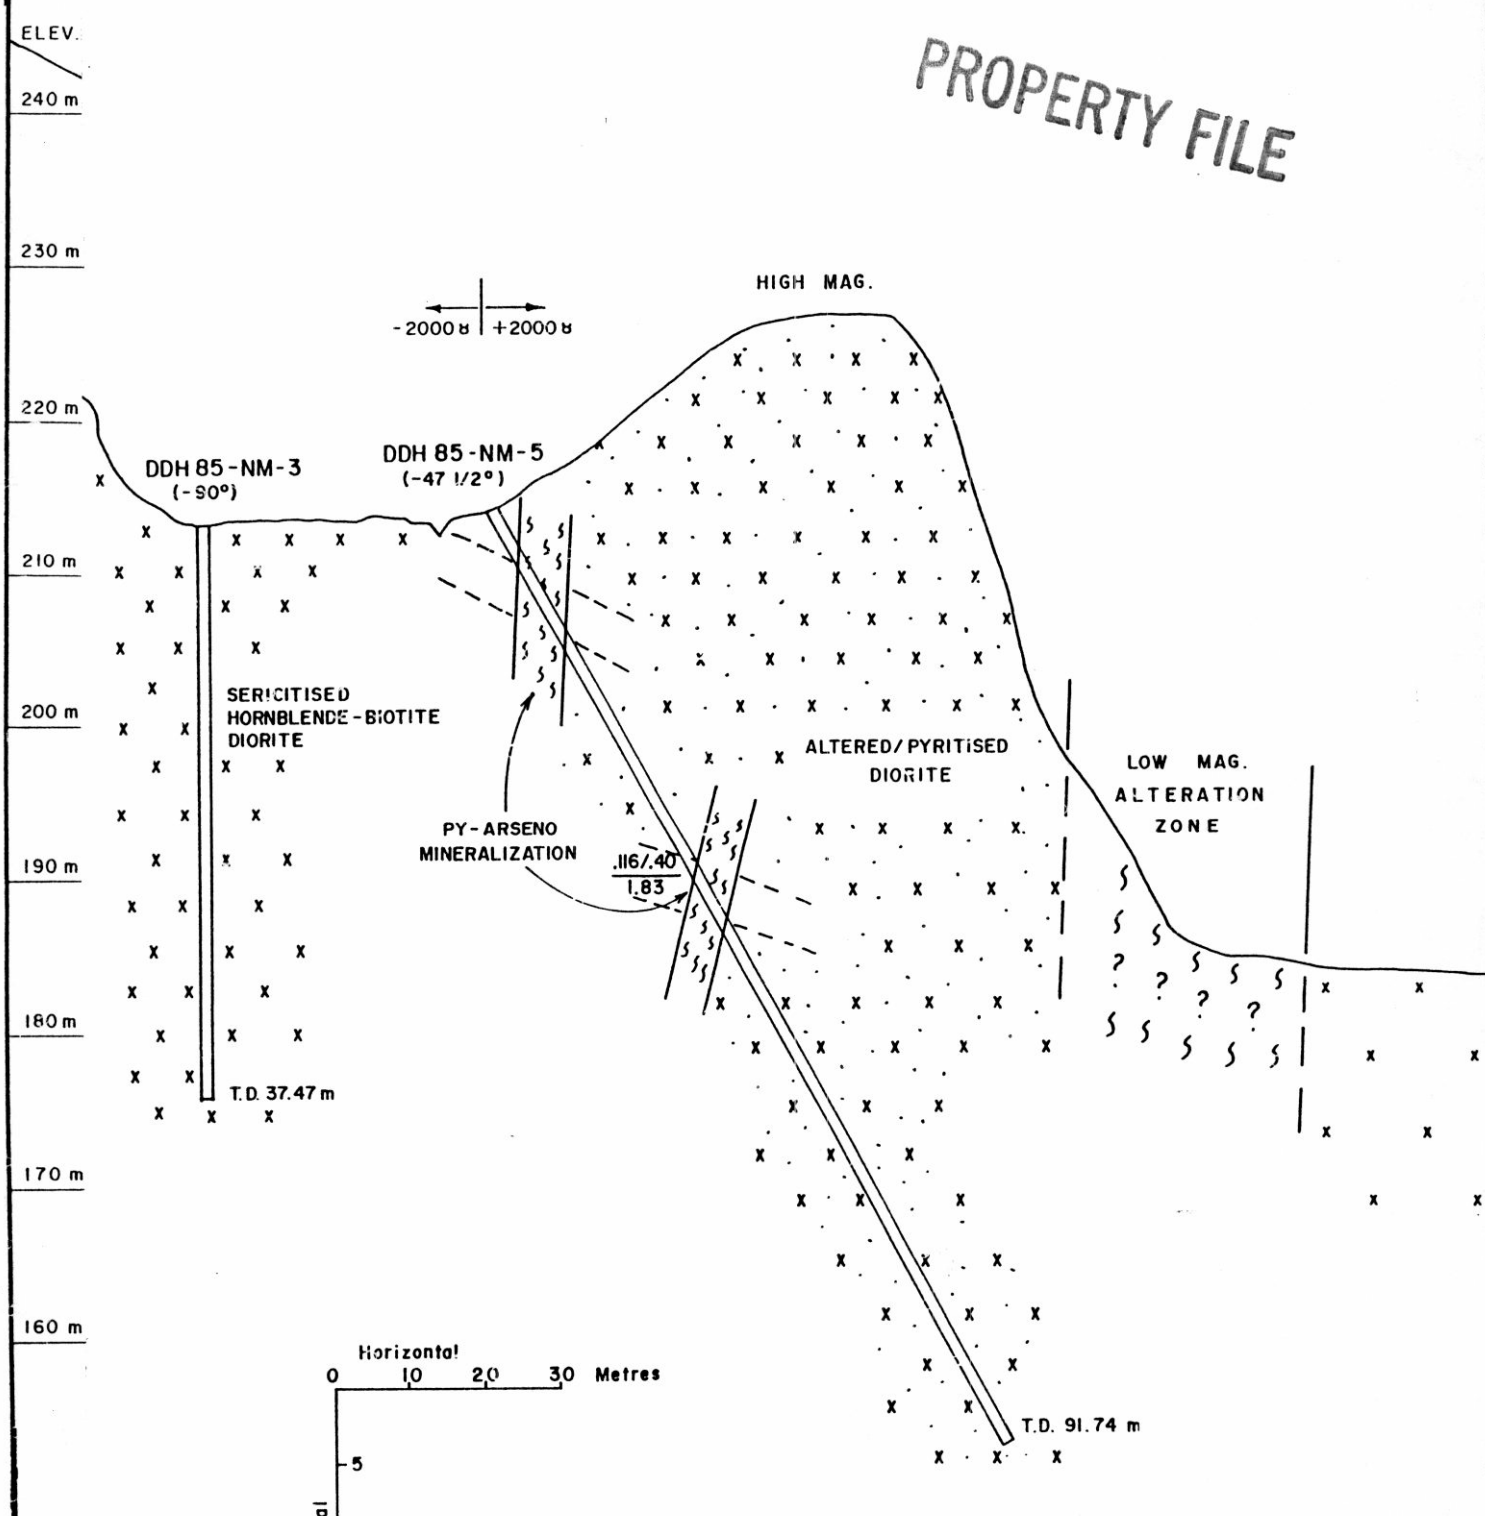 ELEV.
PROPERTY FILE
240 m
230 m
HIGH MAG.
-2000 ४ +2000 ४
220 m
DDH 85-NM-3
(-90°)
DDH 85-NM-5
(-47 1/2°)
210 m
SERICITISED
HORNBLENDE-BIOTITE
DIORITE
200 m
ALTERED/PYRITISED
DIORITE
LOW MAG.
ALTERATION
ZONE
PY-ARSENO
MINERALIZATION
.116/.40
1.83
190 m
180 m
T.D. 37.47 m
170 m
160 m
Horizontal
0 10 20 30 Metres
T.D. 91.74 m
5